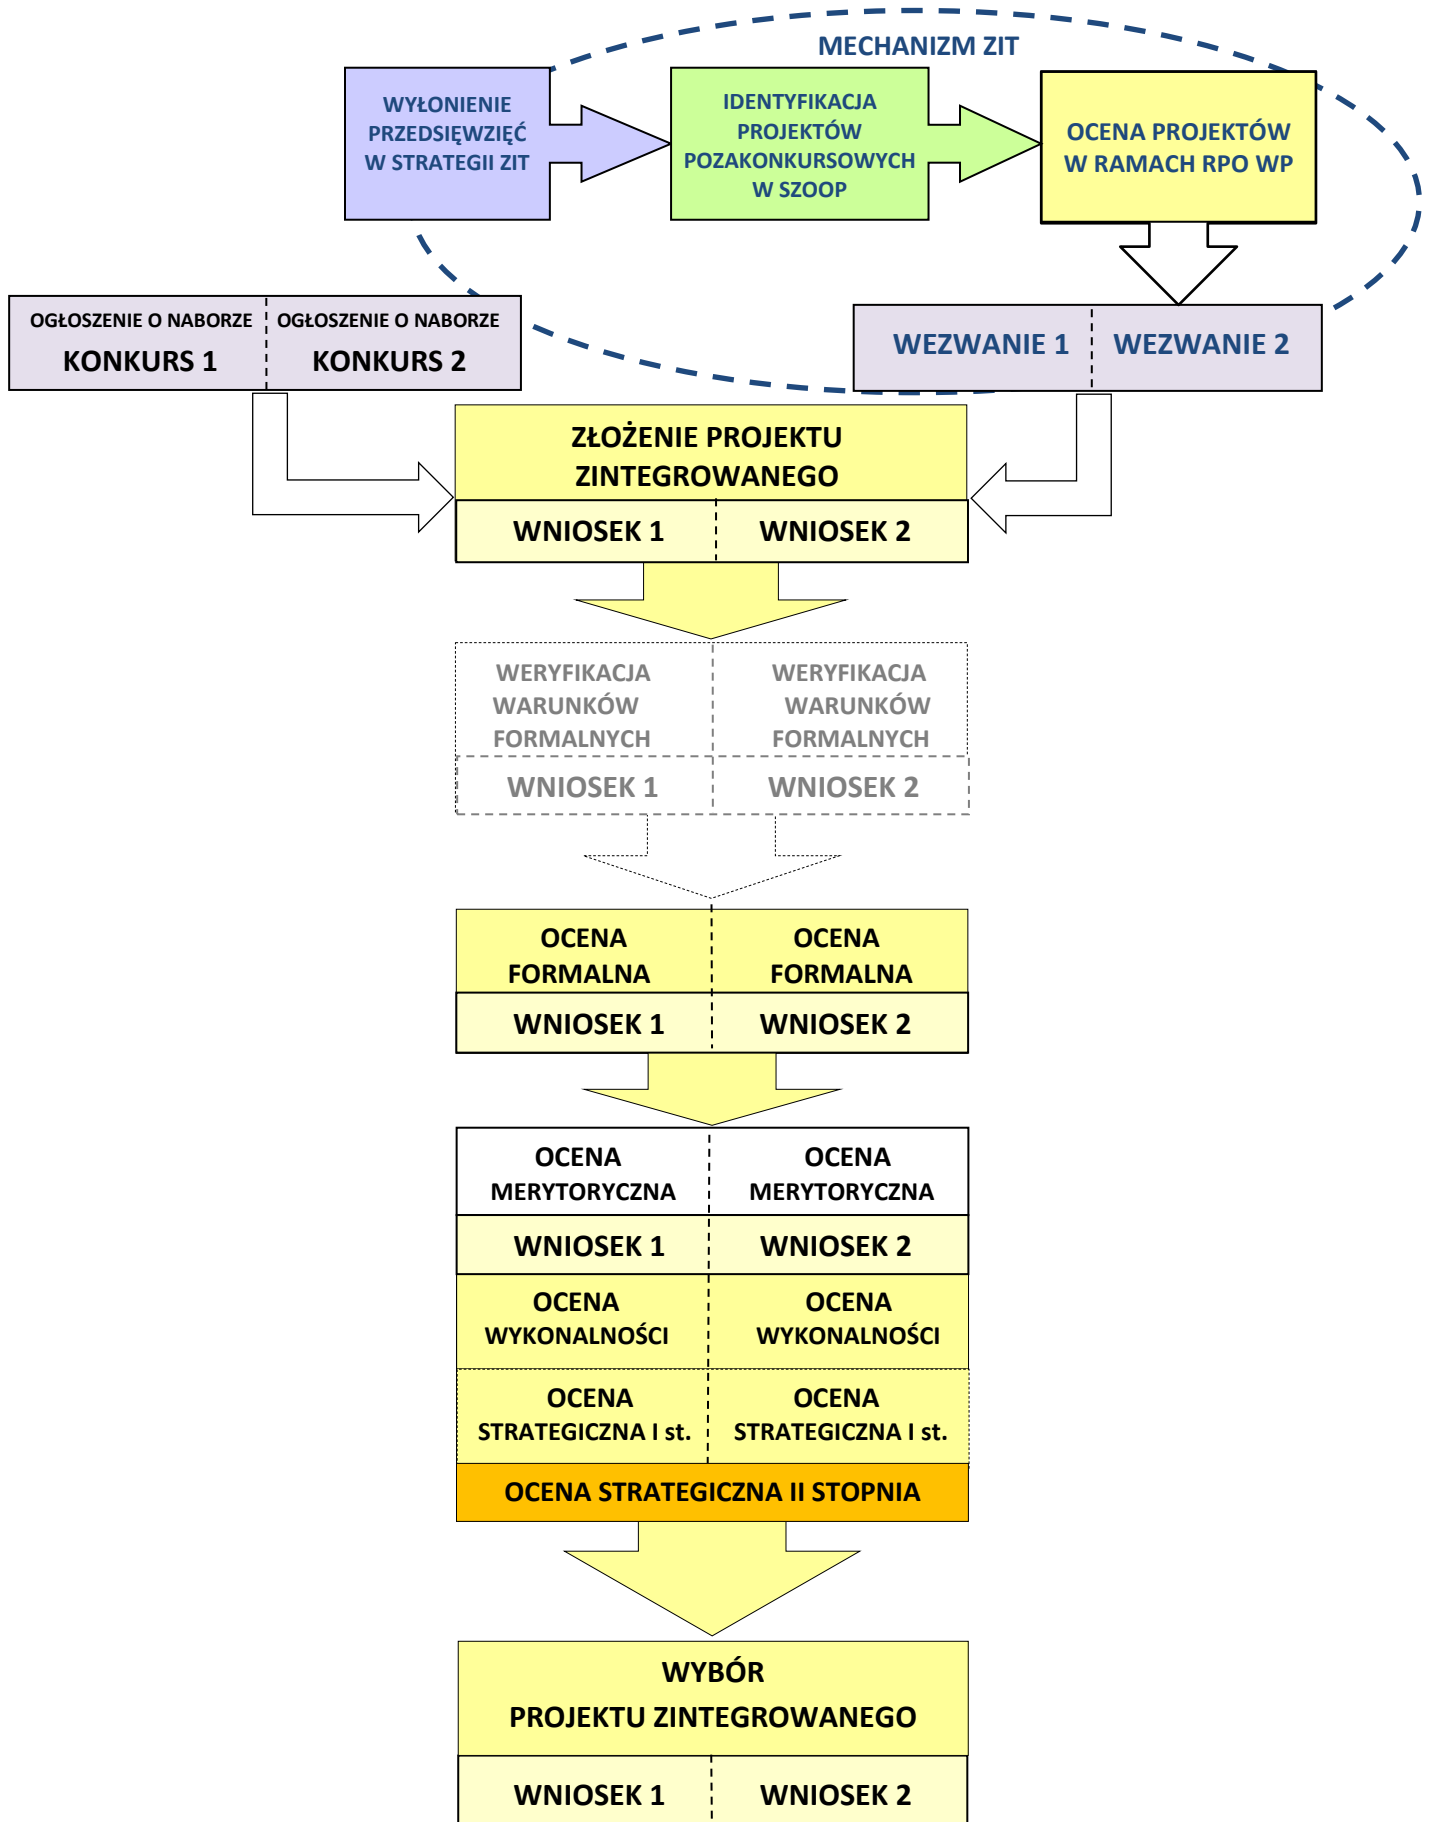 MECHANIZM ZIT
WYŁONIENIE
PRZEDSIĘWZIĘĆ
W STRATEGII ZIT
IDENTYFIKACJA
PROJEKTÓW
POZAKONKURSOWYCH
W SZOOP
OCENA PROJEKTÓW
W RAMACH RPO WP
OGŁOSZENIE O NABORZE
KONKURS 1
OGŁOSZENIE O NABORZE
KONKURS 2
WEZWANIE 1
WEZWANIE 2
ZŁOŻENIE PROJEKTU
ZINTEGROWANEGO
WNIOSEK 1
WNIOSEK 2
WERYFIKACJA
WARUNKÓW
FORMALNYCH
WNIOSEK 1
WERYFIKACJA
WARUNKÓW
FORMALNYCH
WNIOSEK 2
OCENA
FORMALNA
WNIOSEK 1
OCENA
FORMALNA
WNIOSEK 2
OCENA
MERYTORYCZNA
WNIOSEK 1
OCENA
MERYTORYCZNA
WNIOSEK 2
OCENA
WYKONALNOŚCI
OCENA
WYKONALNOŚCI
OCENA
STRATEGICZNA I st.
OCENA
STRATEGICZNA I st.
OCENA STRATEGICZNA II STOPNIA
WYBÓR
PROJEKTU ZINTEGROWANEGO
WNIOSEK 1
WNIOSEK 2